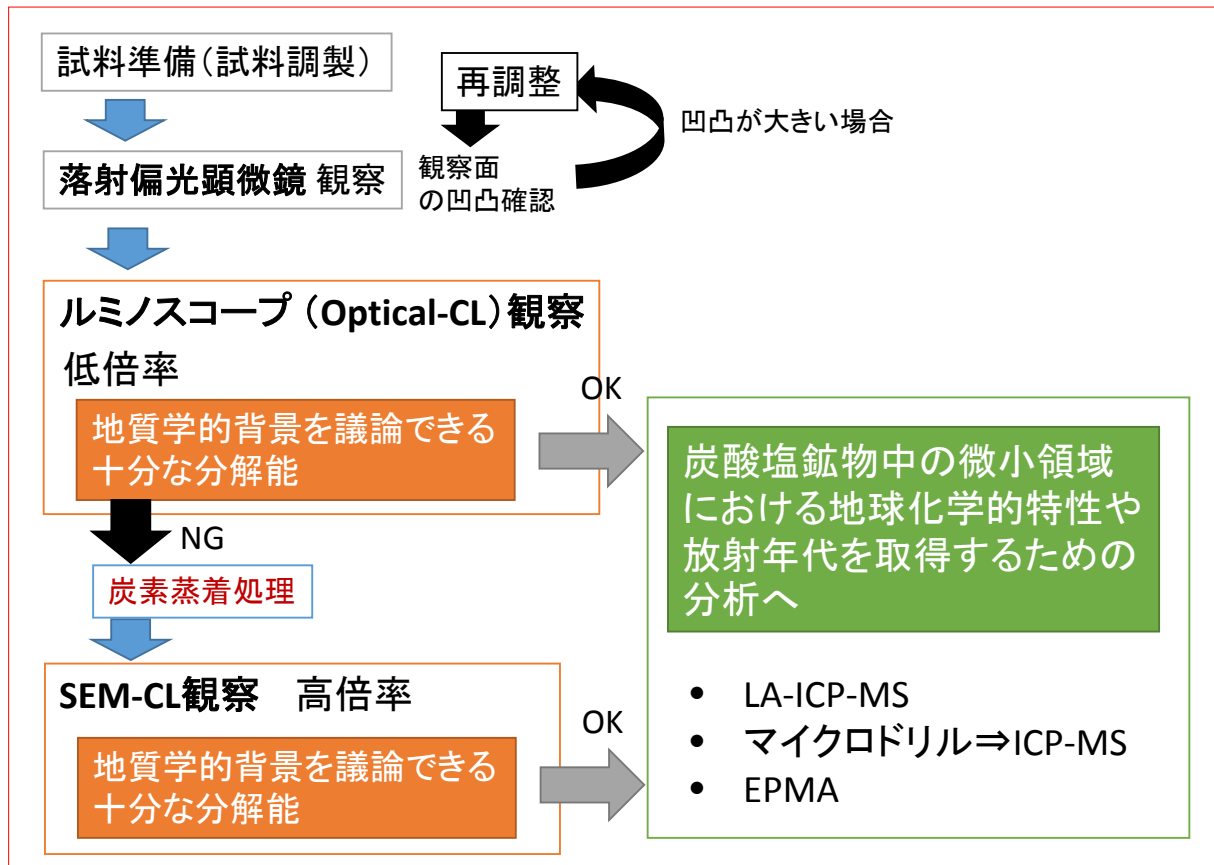 試料準備（試料調製）
再調整
凹凸が大きい場合
観察面
の凹凸確認
落射偏光顕微鏡 観察
ルミノスコープ（Optical-CL）観察
低倍率
地質学的背景を議論できる
十分な分解能
OK
NG
炭素蒸着処理
SEM-CL観察　高倍率
地質学的背景を議論できる
十分な分解能
OK
炭酸塩鉱物中の微小領域
における地球化学的特性や
放射年代を取得するための
分析へ
• LA-ICP-MS
• マイクロドリル⇒ICP-MS
• EPMA